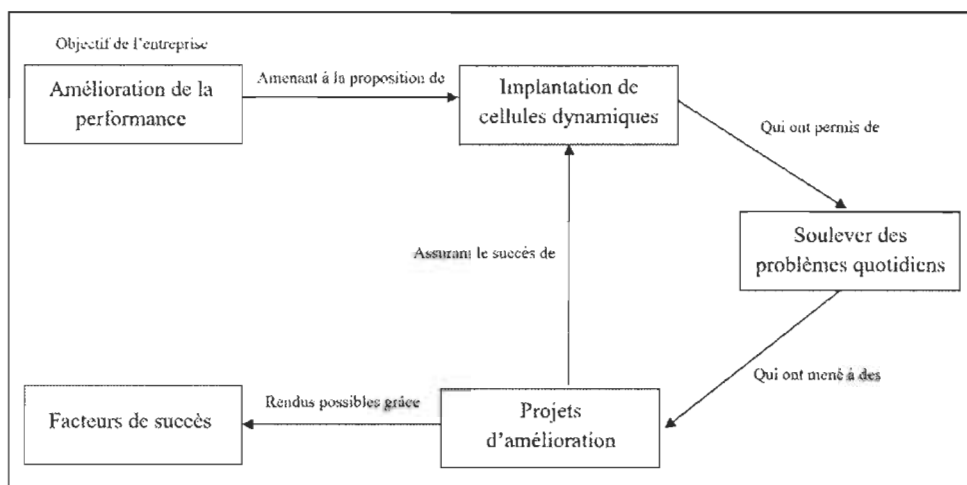 Objectif de l'entreprise
Amélioration de la
performance
Amenant à la proposition de
Implantation de
cellules dynamiques
Qui ont permis de
Soulever des
problèmes quotidiens
Assurant le succès de
Qui ont mené à des
Facteurs de succès
Rendus possibles grâce
Projets
d'amélioration